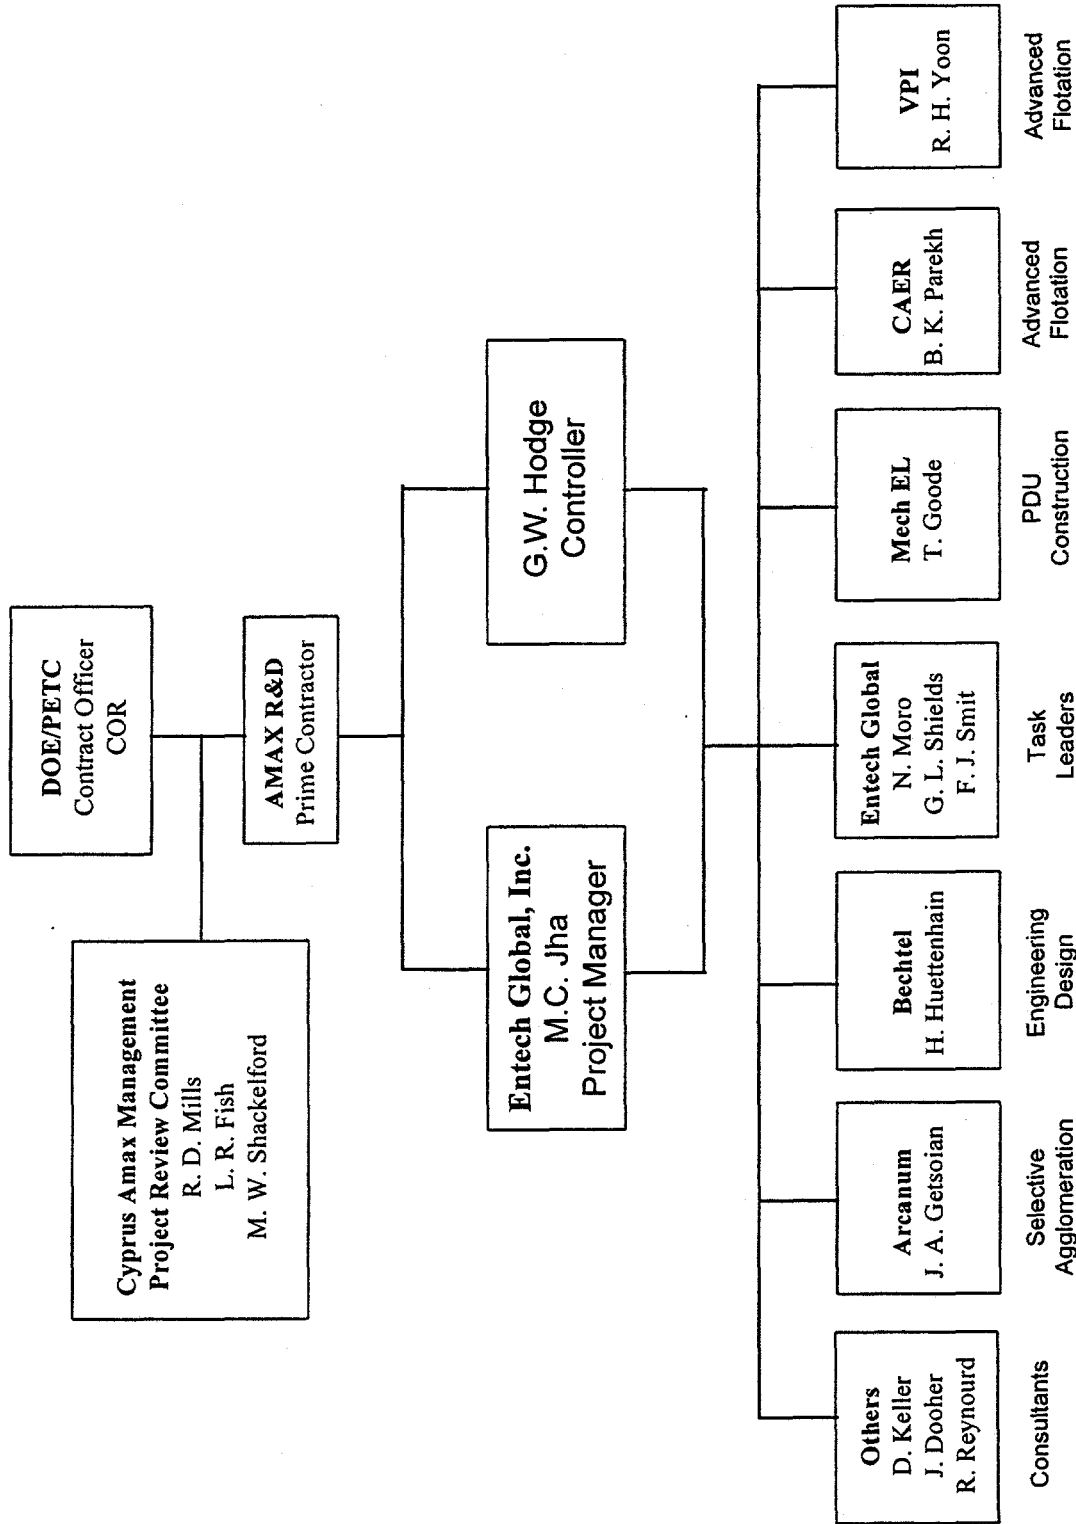 DOE/PETC
Contract Officer
COR
Cyprus Amax Management
Project Review Committee
R. D. Mills
L. R. Fish
M. W. Shackelford
AMAX R&D
Prime Contractor
Entech Global, Inc.
M.C. Jha
Project Manager
G.W. Hodge
Controller
Others
D. Keller
J. Dooher
R. Reynourd
Consultants
Arcanum
J. A. Getsoian
Selective
Agglomeration
Bechtel
H. Huettenhain
Engineering
Design
Entech Global
N. Moro
G. L. Shields
F. J. Smit
Task
Leaders
Mech EL
T. Goode
PDU
Construction
CAER
B. K. Parekh
Advanced
Flotation
VPI
R. H. Yoon
Advanced
Flotation